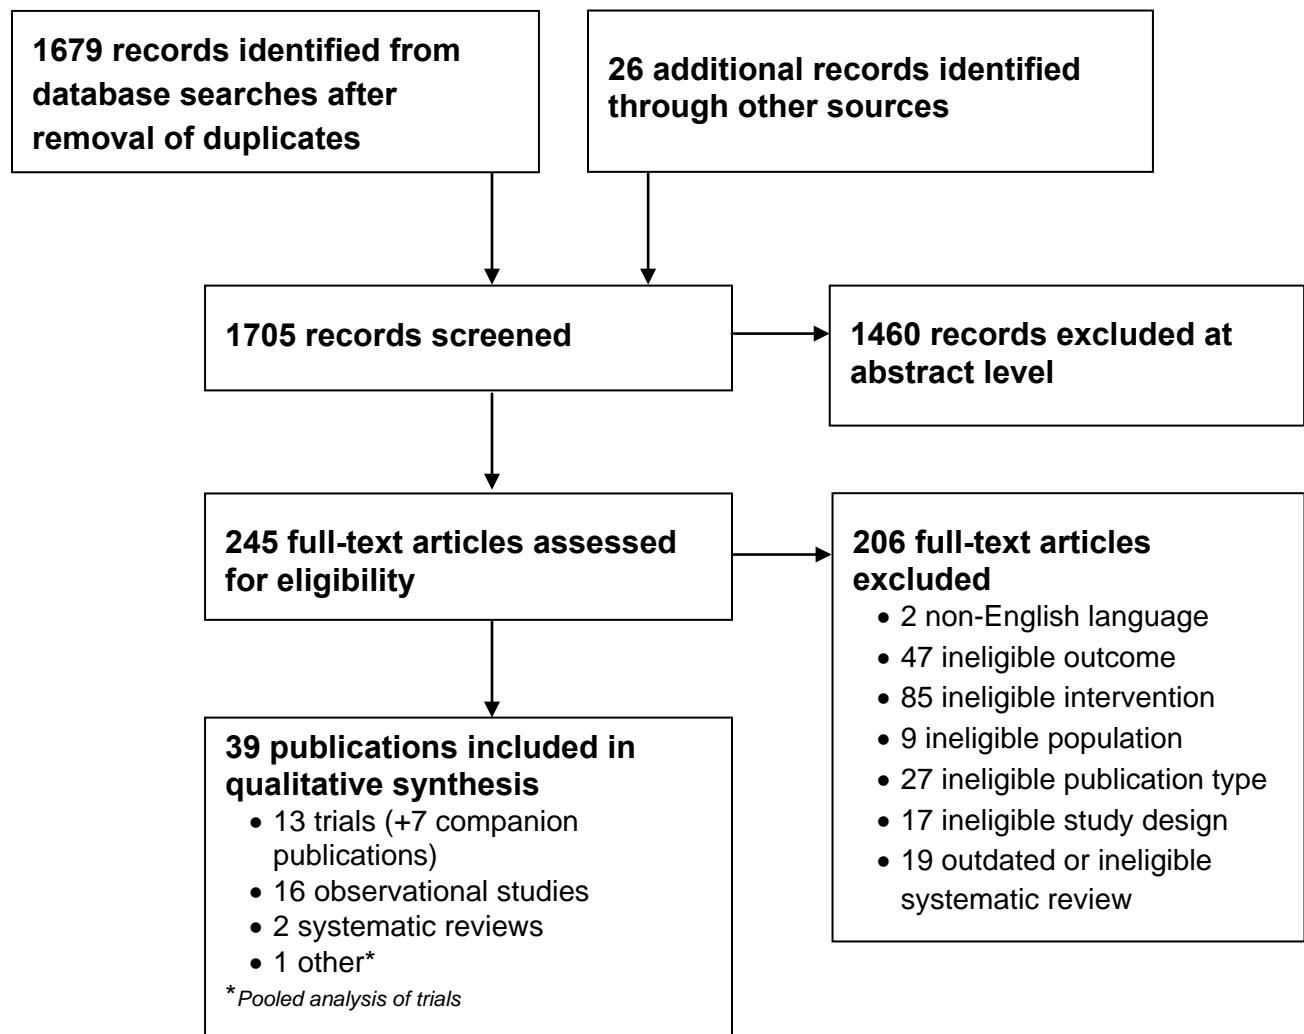 1679 records identified from
database searches after
removal of duplicates
26 additional records identified
through other sources
1705 records screened
1460 records excluded at
abstract level
245 full-text articles assessed
for eligibility
206 full-text articles
excluded
• 2 non-English language
• 47 ineligible outcome
• 85 ineligible intervention
• 9 ineligible population
• 27 ineligible publication type
• 17 ineligible study design
• 19 outdated or ineligible
systematic review
39 publications included in
qualitative synthesis
• 13 trials (+7 companion
publications)
• 16 observational studies
• 2 systematic reviews
• 1 other*
*Pooled analysis of trials